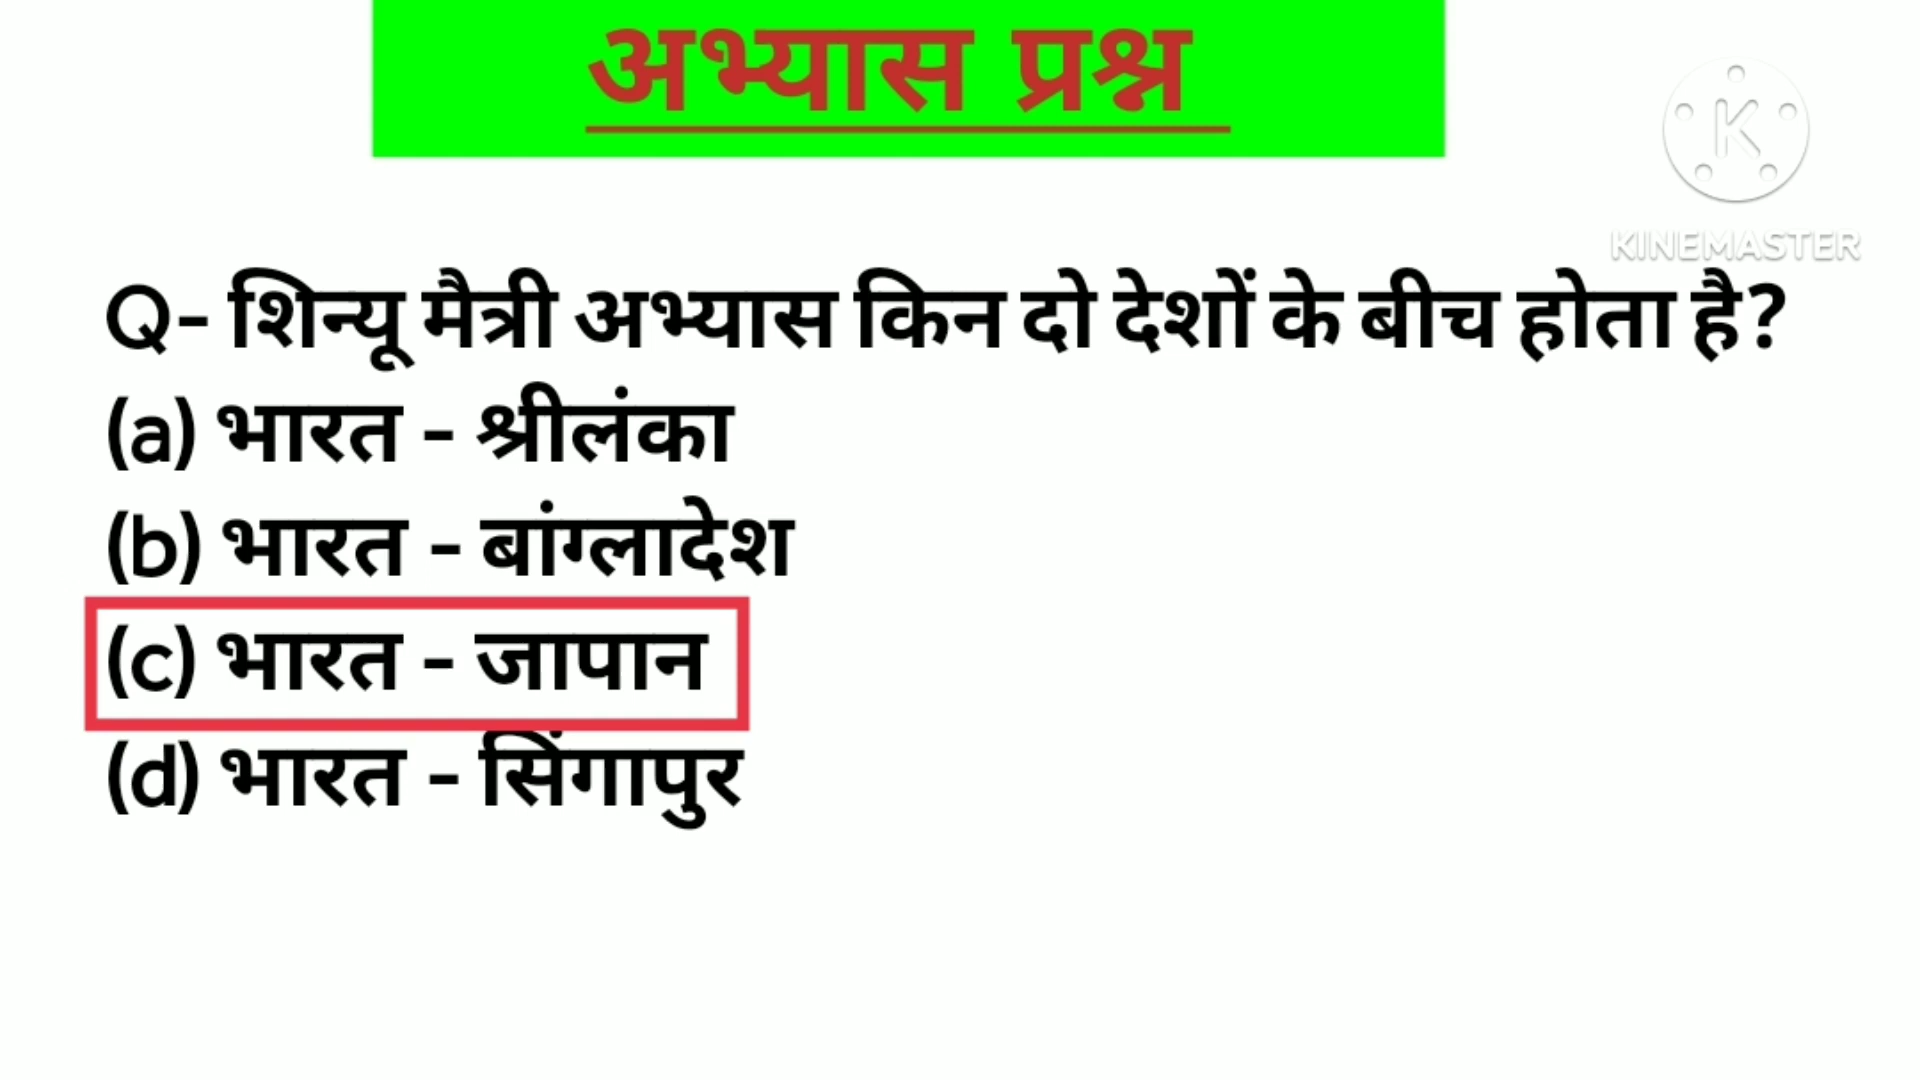 अभ्यास प्रश्न
K
KINEMASTER
Q- शिन्यू मैत्री अभ्यास किन दो देशों के बीच होता है?
(a) भारत - श्रीलंका
(b) भारत - बांग्लादेश
(c) भारत - जापान
(d) भारत - सिंगापुर